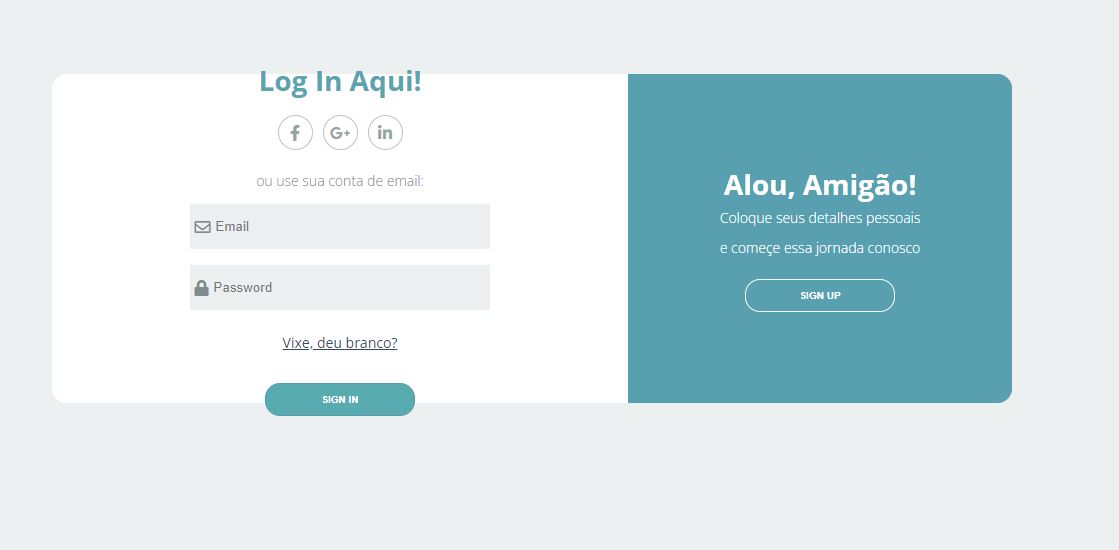 Log In Aqui!
ou use sua conta de email:
Email
Password
Vixe, deu branco?
SIGN IN
Alou, Amigão!
Coloque seus detalhes pessoais
e começe essa jornada conosco
SIGN UP